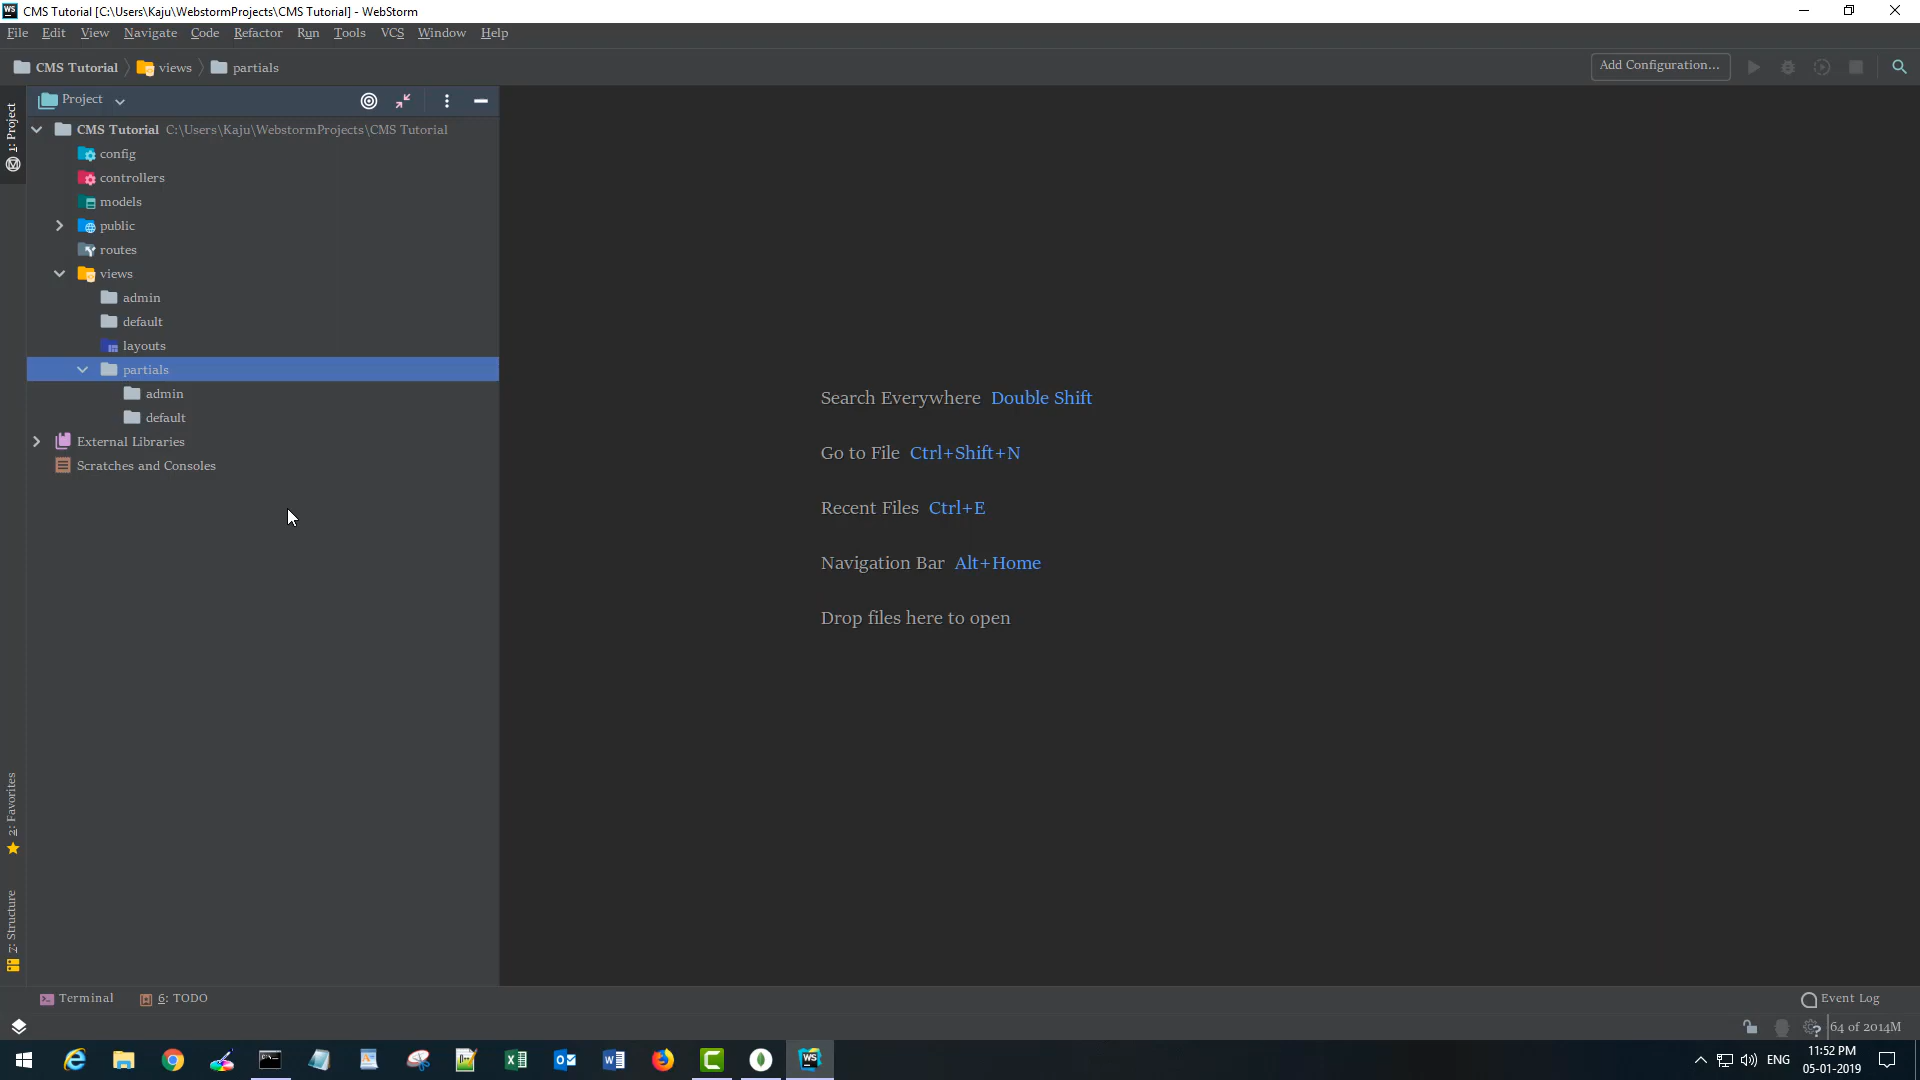 CMS Tutorial [C:\Users\Kaju\WebstormProjects\CMS Tutorial] - WebStorm
File Edit View Navigate Code Refactor Run Tools VCS Window Help
CMS Tutorial views partials Add Configuration...
1: Project
Project
CMS Tutorial C:\Users\Kaju\WebstormProjects\CMS Tutorial
config
controllers
models
public
routes
views
admin
default
layouts
partials
admin
default
External Libraries
Scratches and Consoles
Search Everywhere Double Shift
Go to File Ctrl+Shift+N
Recent Files Ctrl+E
Navigation Bar Alt+Home
Drop files here to open
2: Favorites
7: Structure
Terminal 6: TODO Event Log
64 of 2014M
ENG
11:52 PM
05-01-2019